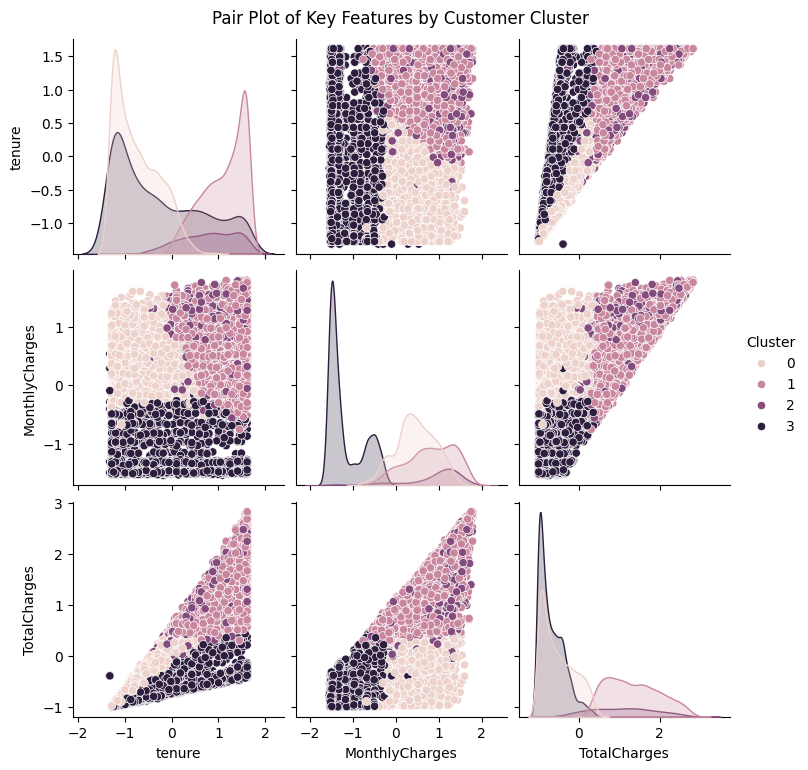 Pair Plot of Key Features by Customer Cluster
1.5
1.0
0.5
0.0
−0.5
−1.0
tenure
1
0
−1
MonthlyCharges
Cluster
0
1
2
3
3
2
1
0
−1
TotalCharges
−2 −1 0 1 2
tenure
−2 −1 0 1 2
MonthlyCharges
0 2
TotalCharges